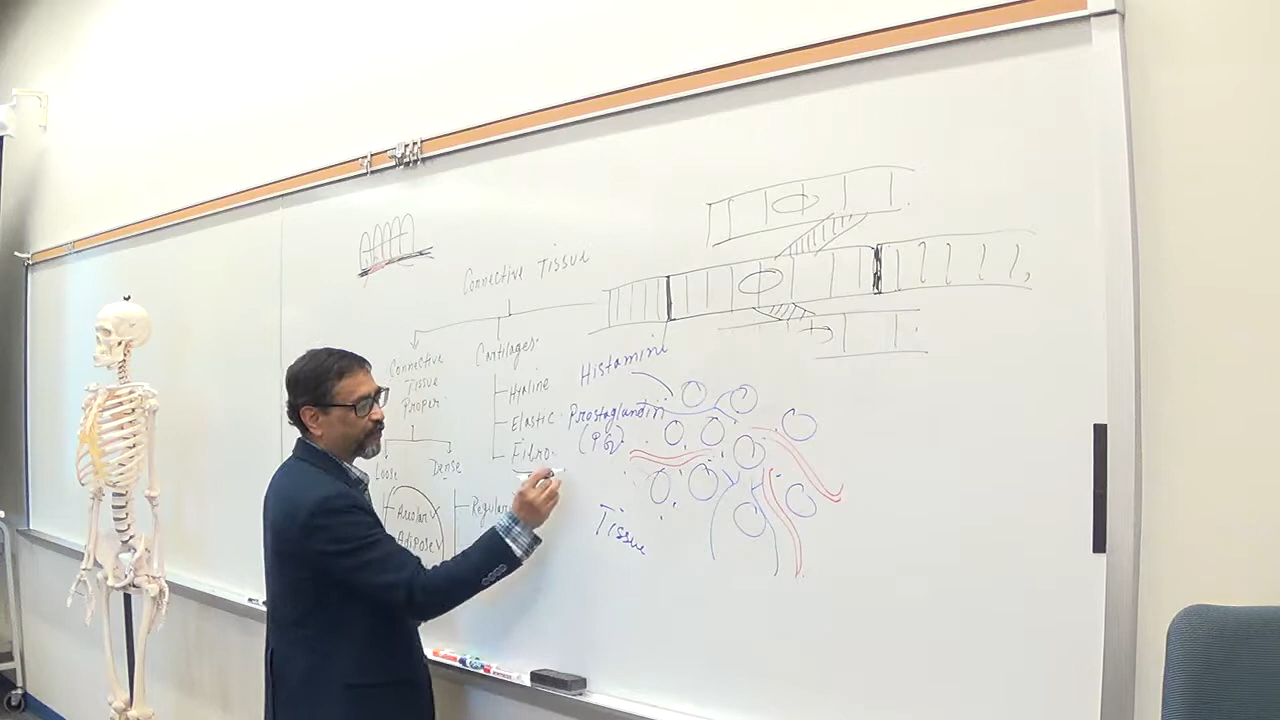 Connective Tissue
Connective
Tissue
Proper
Loose
Dense
Areolar
Adipose
Regular
Cartilages
Hyaline
Elastic
Fibro
Histamine
Prostaglandin
(PG)
Tissue